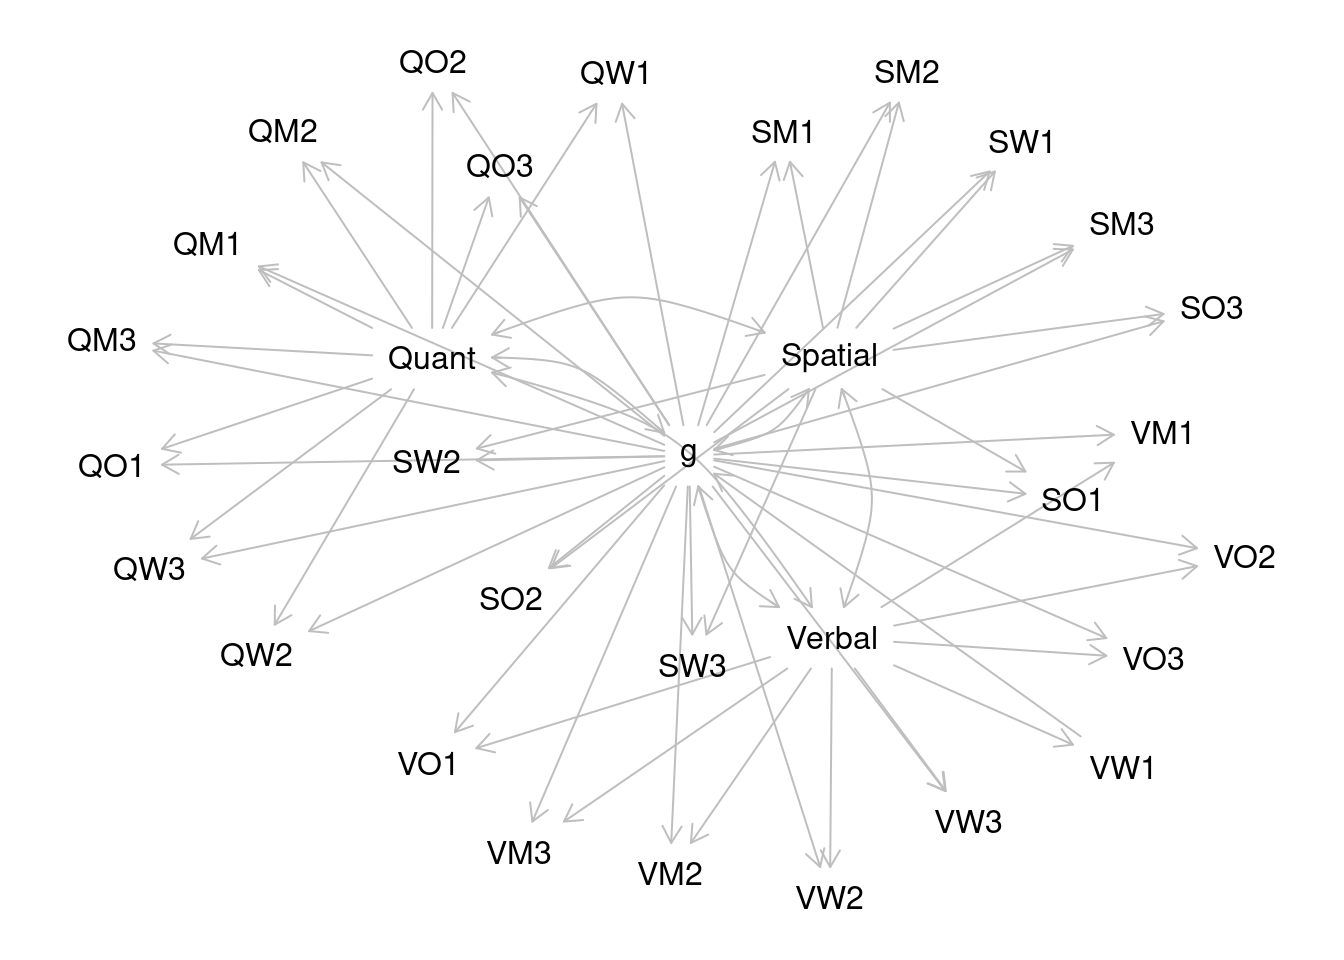 QO2
QW1
SM2
QM2
SM1
SW1
QO3
SM3
QM1
SO3
QM3
Quant
Spatial
VM1
g
SW2
QO1
SO1
VO2
QW3
SO2
Verbal
QW2
VO3
SW3
VO1
VW1
VW3
VM3
VM2
VW2